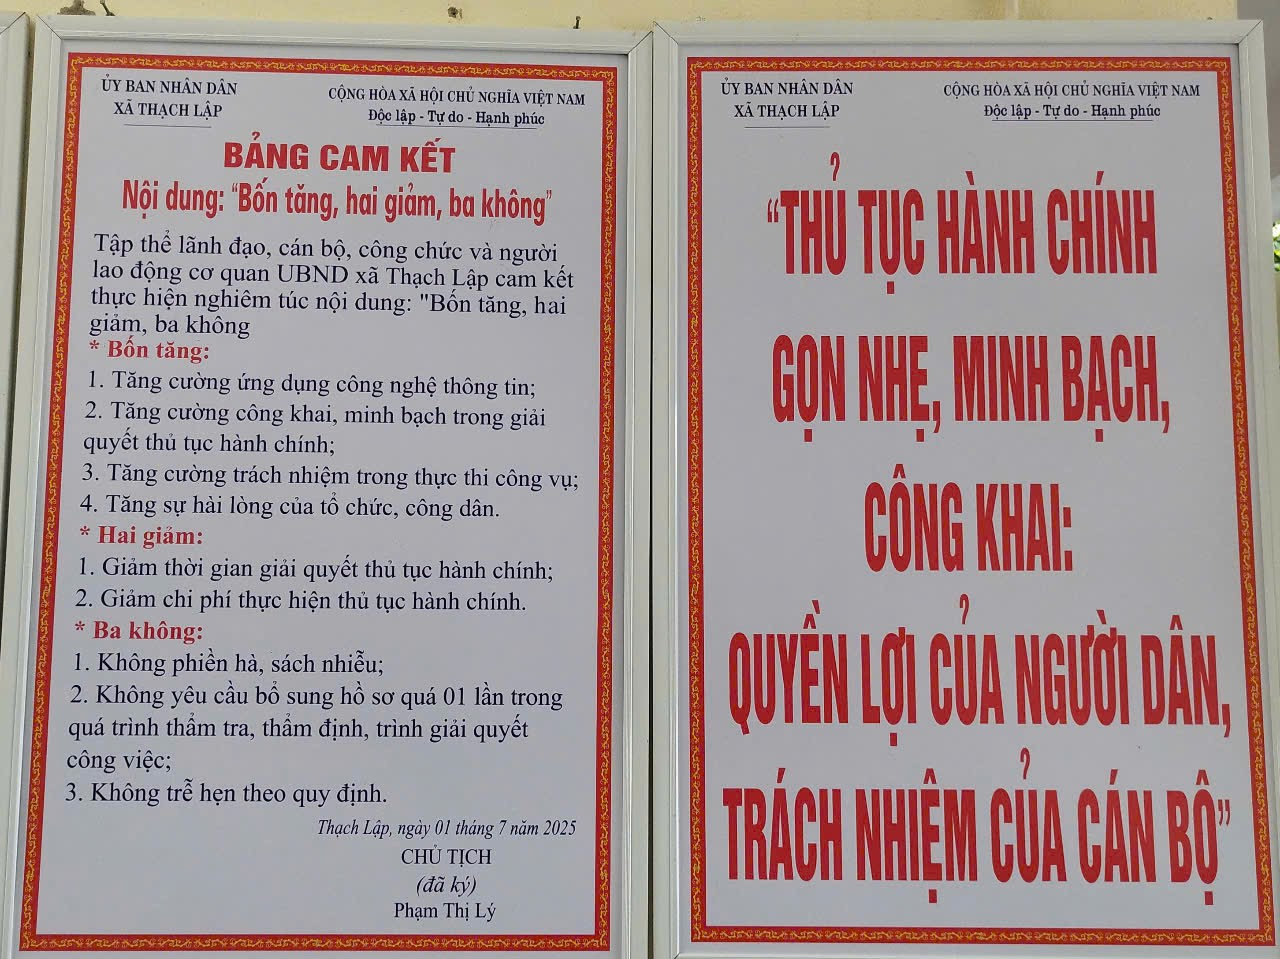 ỦY BAN NHÂN DÂN
XÃ THẠCH LẬP
CỘNG HÒA XÃ HỘI CHỦ NGHĨA VIỆT NAM
Độc lập - Tự do - Hạnh phúc
BẢNG CAM KẾT
Nội dung: "Bốn tăng, hai giảm, ba không"
Tập thể lãnh đạo, cán bộ, công chức và người
lao động cơ quan UBND xã Thạch Lập cam kết
thực hiện nghiêm túc nội dung: "Bốn tăng, hai
giảm, ba không
* Bốn tăng:
1. Tăng cường ứng dụng công nghệ thông tin;
2. Tăng cường công khai, minh bạch trong giải
quyết thủ tục hành chính;
3. Tăng cường trách nhiệm trong thực thi công vụ;
4. Tăng sự hài lòng của tổ chức, công dân.
* Hai giảm:
1. Giảm thời gian giải quyết thủ tục hành chính;
2. Giảm chi phí thực hiện thủ tục hành chính.
* Ba không:
1. Không phiền hà, sách nhiễu;
2. Không yêu cầu bổ sung hồ sơ quá 01 lần trong
quá trình thẩm tra, thẩm định, trình giải quyết
công việc;
3. Không trễ hẹn theo quy định.
Thạch Lập, ngày 01 tháng 7 năm 2025
CHỦ TỊCH
(đã ký)
Phạm Thị Lý
ỦY BAN NHÂN DÂN
XÃ THẠCH LẬP
CỘNG HÒA XÃ HỘI CHỦ NGHĨA VIỆT NAM
Độc lập - Tự do - Hạnh phúc
"THỦ TỤC HÀNH CHÍNH
GỌN NHẸ, MINH BẠCH,
CÔNG KHAI:
QUYỀN LỢI CỦA NGƯỜI DÂN,
TRÁCH NHIỆM CỦA CÁN BỘ"